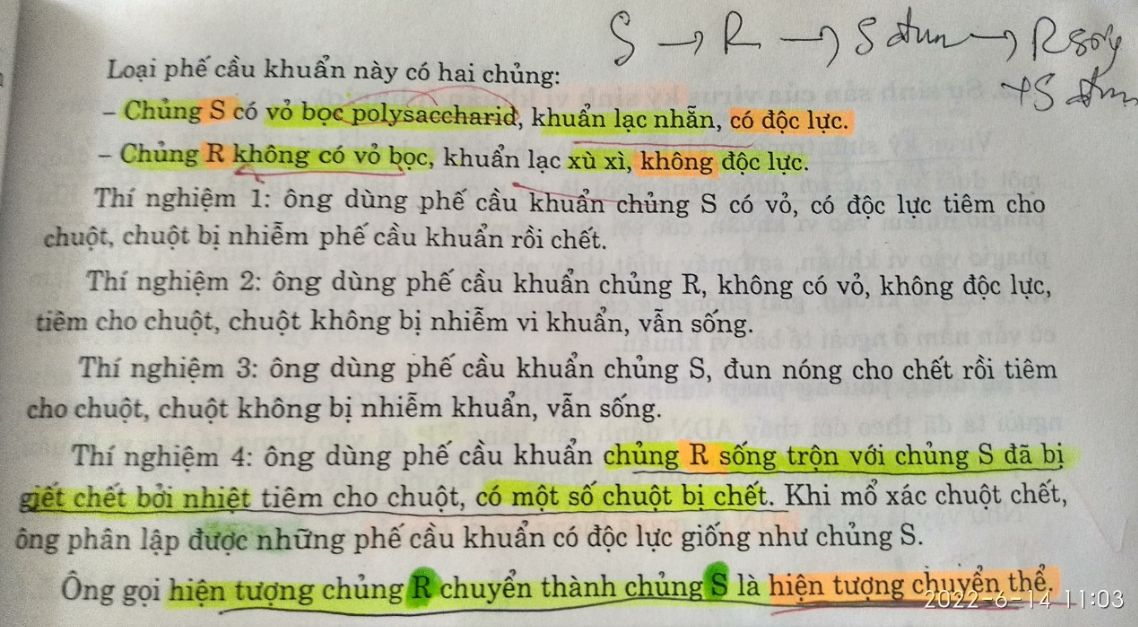 S → R → S đun → R sống
+ S đun
Loại phế cầu khuẩn này có hai chủng:
– Chủng S có vỏ bọc polysaccharid, khuẩn lạc nhẵn, có độc lực.
– Chủng R không có vỏ bọc, khuẩn lạc xù xì, không độc lực.
Thí nghiệm 1: ông dùng phế cầu khuẩn chủng S có vỏ, có độc lực tiêm cho
chuột, chuột bị nhiễm phế cầu khuẩn rồi chết.
Thí nghiệm 2: ông dùng phế cầu khuẩn chủng R, không có vỏ, không độc lực,
tiêm cho chuột, chuột không bị nhiễm vi khuẩn, vẫn sống.
Thí nghiệm 3: ông dùng phế cầu khuẩn chủng S, đun nóng cho chết rồi tiêm
cho chuột, chuột không bị nhiễm khuẩn, vẫn sống.
Thí nghiệm 4: ông dùng phế cầu khuẩn chủng R sống trộn với chủng S đã bị
giết chết bởi nhiệt tiêm cho chuột, có một số chuột bị chết. Khi mổ xác chuột chết,
ông phân lập được những phế cầu khuẩn có độc lực giống như chủng S.
Ông gọi hiện tượng chủng R chuyển thành chủng S là hiện tượng chuyển thể.
2022-6-14 11:03